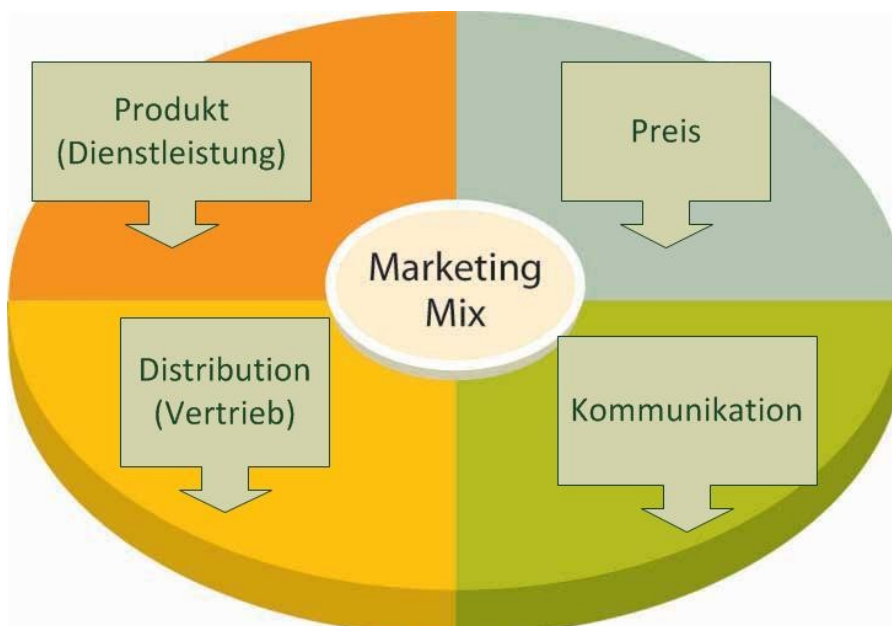 Produkt
(Dienstleistung)
Preis
Marketing
Mix
Distribution
(Vertrieb)
Kommunikation